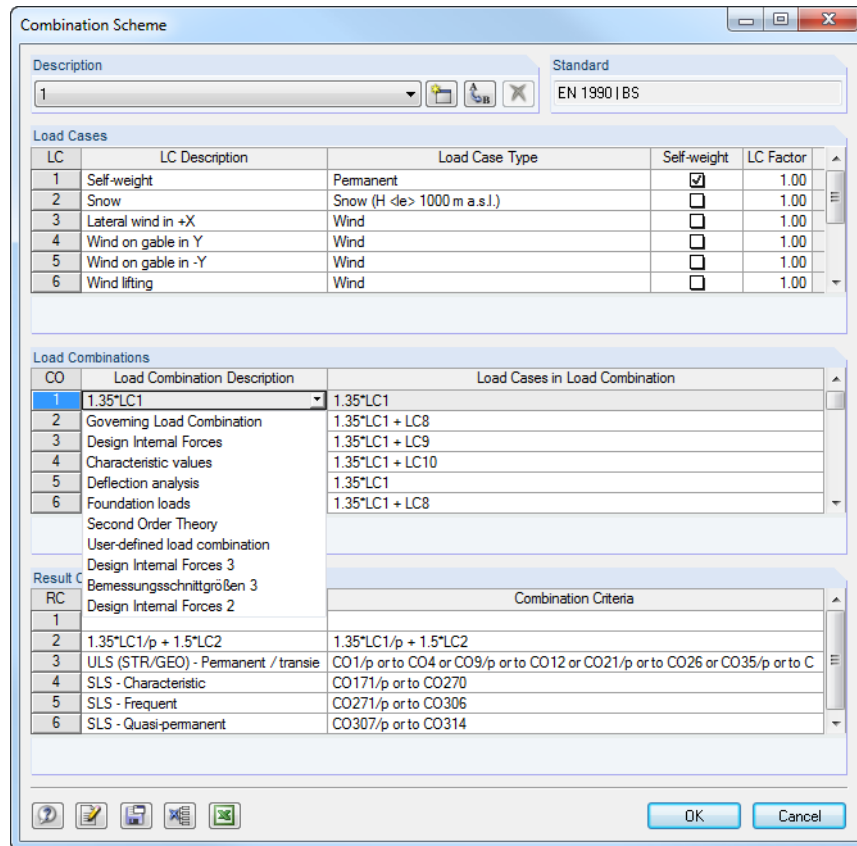 Combination Scheme
Description
Standard
1
A
B
EN 1990 | BS
Load Cases
LC LC Description Load Case Type Self-weight LC Factor
1 Self-weight Permanent 1.00
2 Snow Snow (H <le> 1000 m a.s.l.) 1.00
3 Lateral wind in +X Wind 1.00
4 Wind on gable in Y Wind 1.00
5 Wind on gable in -Y Wind 1.00
6 Wind lifting Wind 1.00
Load Combinations
CO Load Combination Description Load Cases in Load Combination
1 1.35*LC1 1.35*LC1
2 Governing Load Combination 1.35*LC1 + LC8
3 Design Internal Forces 1.35*LC1 + LC9
4 Characteristic values 1.35*LC1 + LC10
5 Deflection analysis 1.35*LC1
6 Foundation loads 1.35*LC1 + LC8
Second Order Theory
User-defined load combination
Design Internal Forces 3
Result C
Bemessungsschnittgrößen 3
RC Design Internal Forces 2 Combination Criteria
1
2 1.35*LC1/p + 1.5*LC2 1.35*LC1/p + 1.5*LC2
3 ULS (STR/GEO) - Permanent / transie CO1/p or to CO4 or CO9/p or to CO12 or CO21/p or to CO26 or CO35/p or to C
4 SLS - Characteristic CO171/p or to CO270
5 SLS - Frequent CO271/p or to CO306
6 SLS - Quasi-permanent CO307/p or to CO314
OK
Cancel